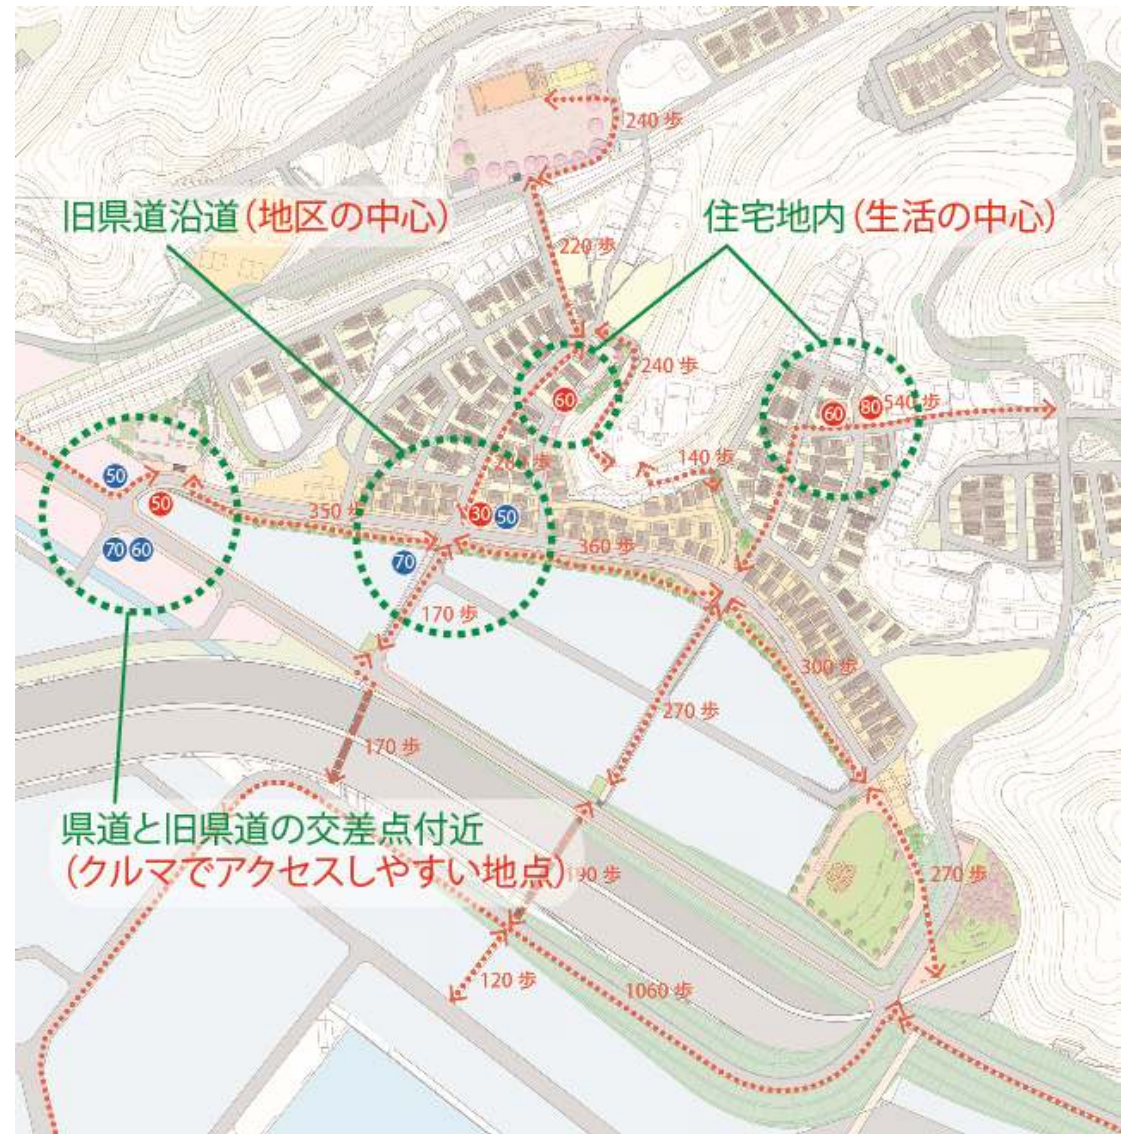 240 歩
旧県道沿道(地区の中心)
住宅地内(生活の中心)
220 歩
240 歩
60
60
80
540 歩
140 歩
50
50
350 歩
30
50
70
60
70
360 歩
170 歩
300 歩
270 歩
170 歩
県道と旧県道の交差点付近
(クルマでアクセスしやすい地点)
270 歩
120 歩
1060 歩